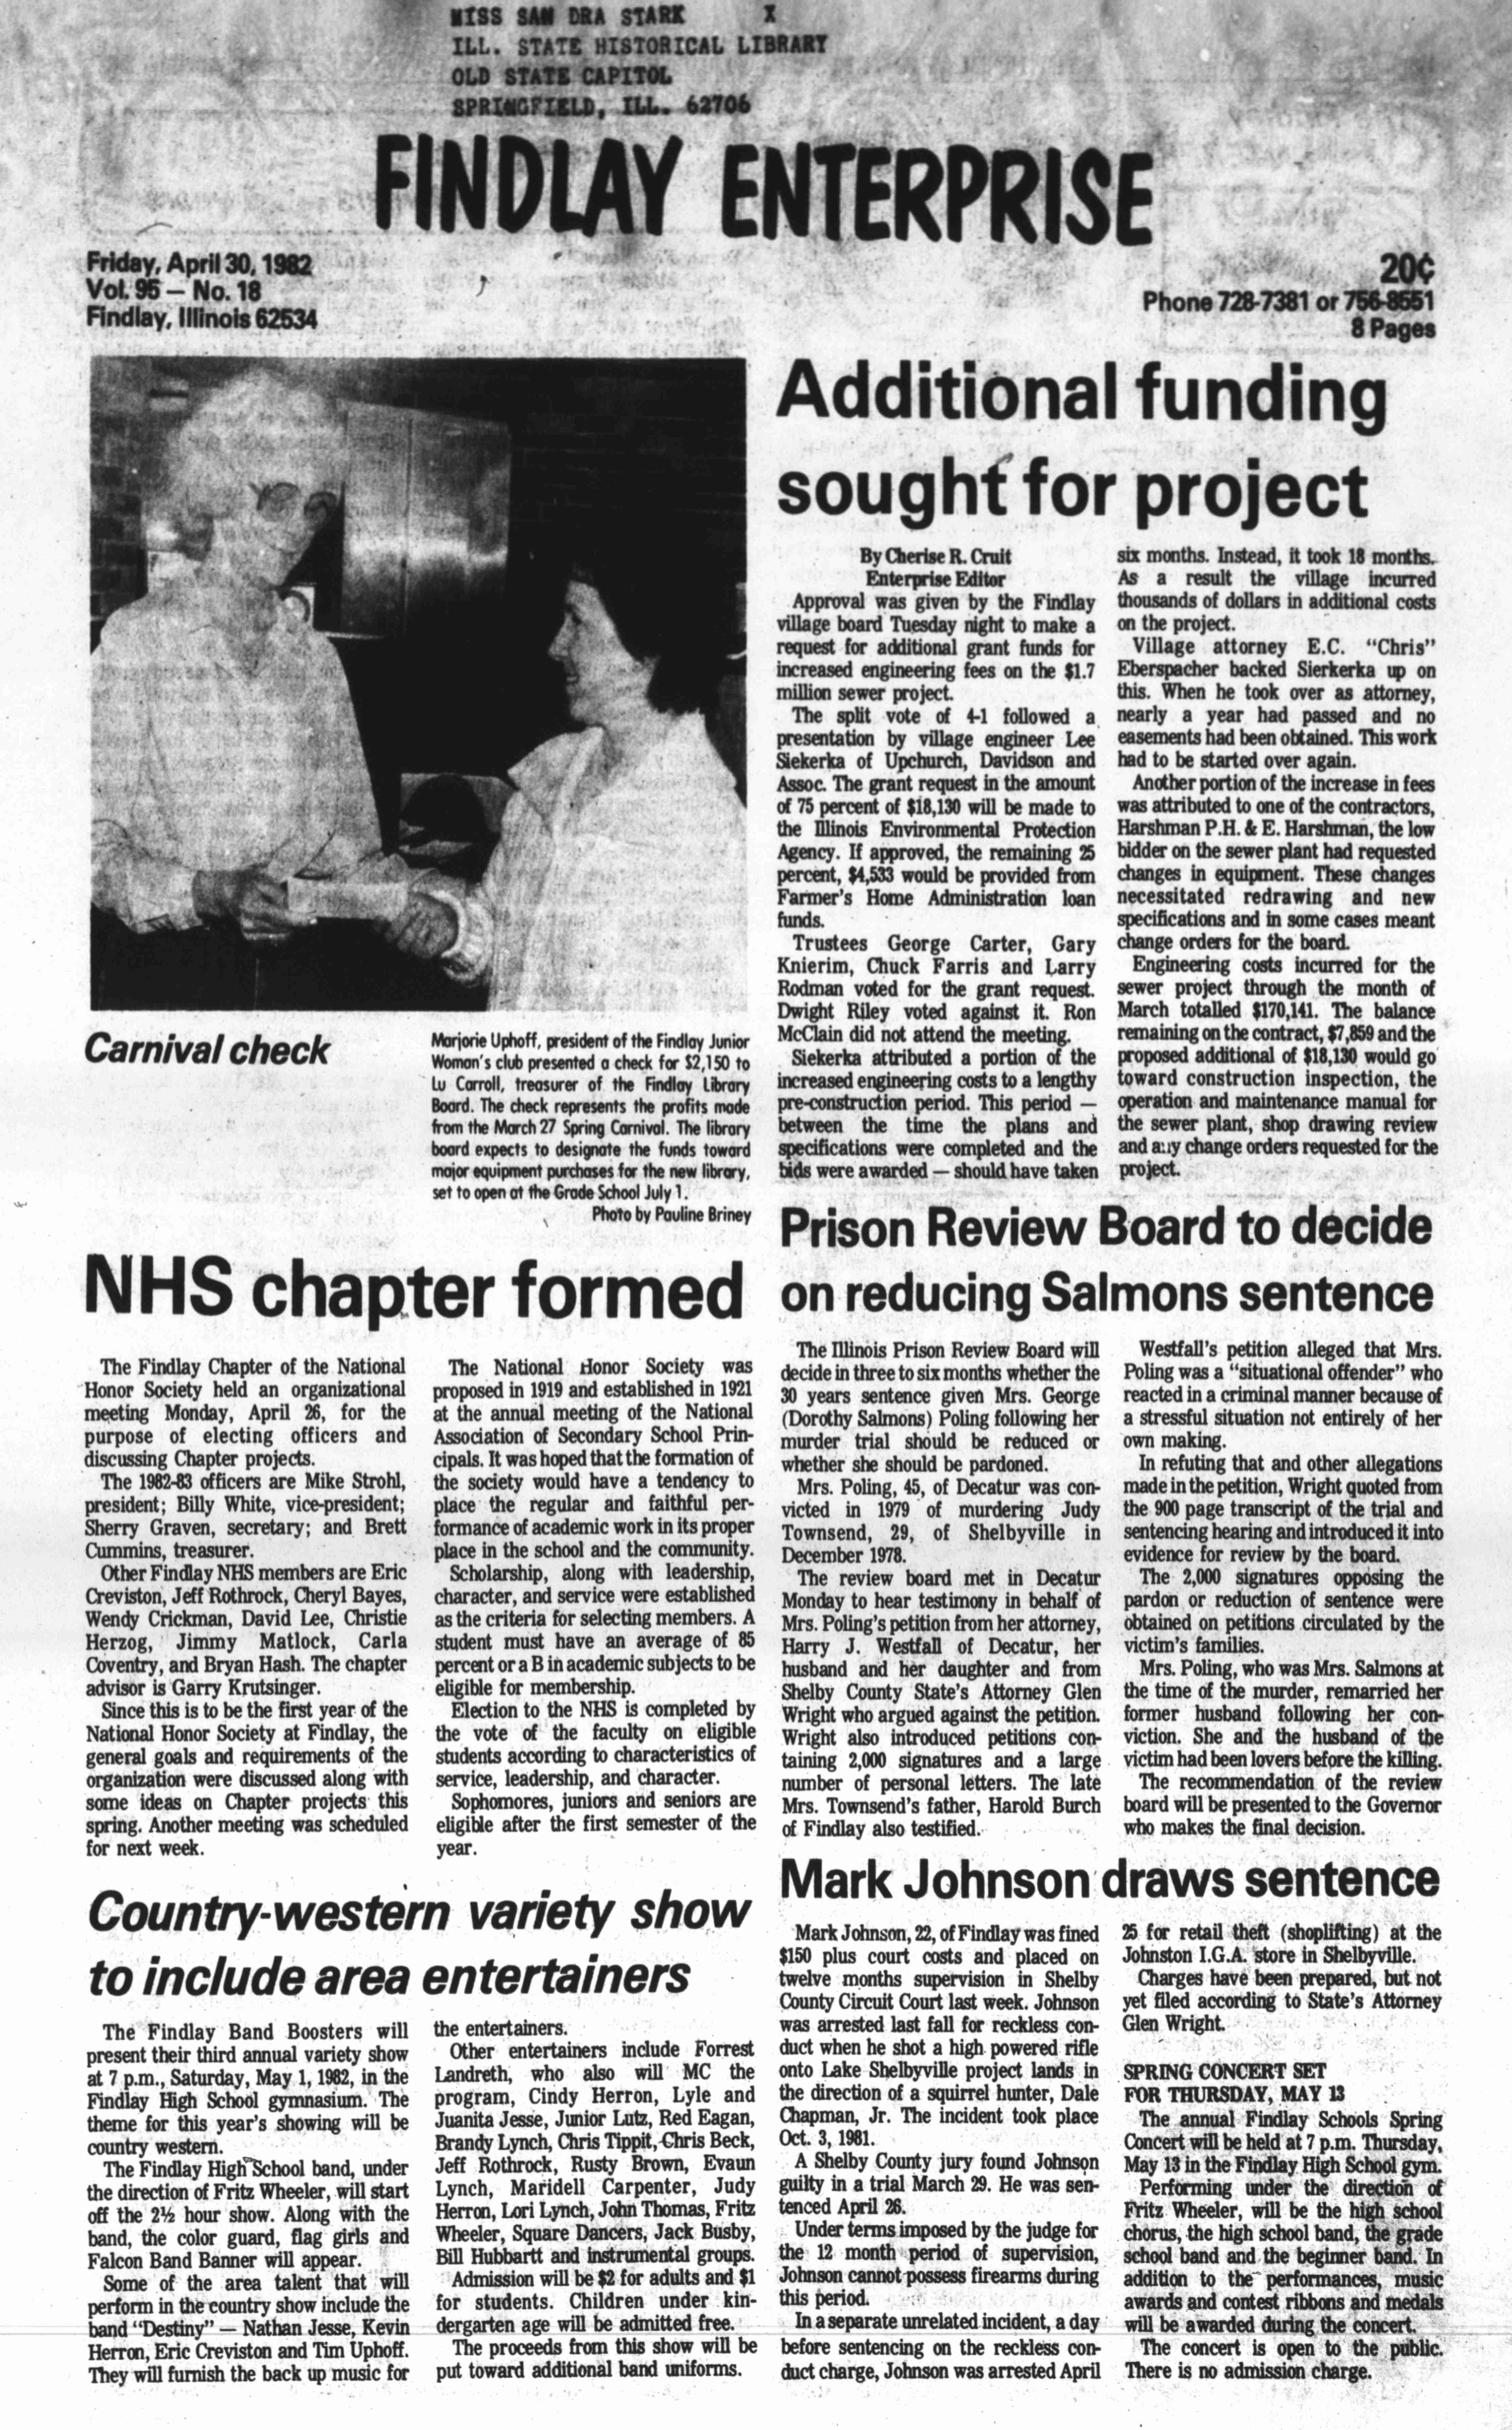 MISS SAN DRA STARK X
ILL. STATE HISTORICAL LIBRARY
OLD STATE CAPITOL
SPRINGFIELD, ILL. 62706
FINDLAY ENTERPRISE
Friday, April 30, 1982
Vol. 95 — No. 18
Findlay, Illinois 62534
20¢
Phone 728-7381 or 756-8551
8 Pages
Carnival check
Marjorie Uphoff, president of the Findlay Junior
Woman's club presented a check for $2,150 to
Lu Carroll, treasurer of the Findlay Library
Board. The check represents the profits made
from the March 27 Spring Carnival. The library
board expects to designate the funds toward
major equipment purchases for the new library,
set to open at the Grade School July 1.
Photo by Pauline Briney
Additional funding
sought for project
By Cherise R. Cruit
Enterprise Editor
Approval was given by the Findlay
village board Tuesday night to make a
request for additional grant funds for
increased engineering fees on the $1.7
million sewer project.
The split vote of 4-1 followed a
presentation by village engineer Lee
Siekerka of Upchurch, Davidson and
Assoc. The grant request in the amount
of 75 percent of $18,130 will be made to
the Illinois Environmental Protection
Agency. If approved, the remaining 25
percent, $4,533 would be provided from
Farmer's Home Administration loan
funds.
Trustees George Carter, Gary
Knierim, Chuck Farris and Larry
Rodman voted for the grant request.
Dwight Riley voted against it. Ron
McClain did not attend the meeting.
Siekerka attributed a portion of the
increased engineering costs to a lengthy
pre-construction period. This period —
between the time the plans and
specifications were completed and the
bids were awarded — should have taken
six months. Instead, it took 18 months.
As a result the village incurred
thousands of dollars in additional costs
on the project.
Village attorney E.C. "Chris"
Eberspacher backed Sierkerka up on
this. When he took over as attorney,
nearly a year had passed and no
easements had been obtained. This work
had to be started over again.
Another portion of the increase in fees
was attributed to one of the contractors,
Harshman P.H. & E. Harshman, the low
bidder on the sewer plant had requested
changes in equipment. These changes
necessitated redrawing and new
specifications and in some cases meant
change orders for the board.
Engineering costs incurred for the
sewer project through the month of
March totalled $170,141. The balance
remaining on the contract, $7,859 and the
proposed additional of $18,130 would go
toward construction inspection, the
operation and maintenance manual for
the sewer plant, shop drawing review
and any change orders requested for the
project.
NHS chapter formed
The Findlay Chapter of the National
Honor Society held an organizational
meeting Monday, April 26, for the
purpose of electing officers and
discussing Chapter projects.
The 1982-83 officers are Mike Strohl,
president; Billy White, vice-president;
Sherry Graven, secretary; and Brett
Cummins, treasurer.
Other Findlay NHS members are Eric
Creviston, Jeff Rothrock, Cheryl Bayes,
Wendy Crickman, David Lee, Christie
Herzog, Jimmy Matlock, Carla
Coventry, and Bryan Hash. The chapter
advisor is Garry Krutsinger.
Since this is to be the first year of the
National Honor Society at Findlay, the
general goals and requirements of the
organization were discussed along with
some ideas on Chapter projects this
spring. Another meeting was scheduled
for next week.
The National Honor Society was
proposed in 1919 and established in 1921
at the annual meeting of the National
Association of Secondary School Prin-
cipals. It was hoped that the formation of
the society would have a tendency to
place the regular and faithful per-
formance of academic work in its proper
place in the school and the community.
Scholarship, along with leadership,
character, and service were established
as the criteria for selecting members. A
student must have an average of 85
percent or a B in academic subjects to be
eligible for membership.
Election to the NHS is completed by
the vote of the faculty on eligible
students according to characteristics of
service, leadership, and character.
Sophomores, juniors and seniors are
eligible after the first semester of the
year.
Prison Review Board to decide
on reducing Salmons sentence
The Illinois Prison Review Board will
decide in three to six months whether the
30 years sentence given Mrs. George
(Dorothy Salmons) Poling following her
murder trial should be reduced or
whether she should be pardoned.
Mrs. Poling, 45, of Decatur was con-
victed in 1979 of murdering Judy
Townsend, 29, of Shelbyville in
December 1978.
The review board met in Decatur
Monday to hear testimony in behalf of
Mrs. Poling's petition from her attorney,
Harry J. Westfall of Decatur, her
husband and her daughter and from
Shelby County State's Attorney Glen
Wright who argued against the petition.
Wright also introduced petitions con-
taining 2,000 signatures and a large
number of personal letters. The late
Mrs. Townsend's father, Harold Burch
of Findlay also testified.
Westfall's petition alleged that Mrs.
Poling was a "situational offender" who
reacted in a criminal manner because of
a stressful situation not entirely of her
own making.
In refuting that and other allegations
made in the petition, Wright quoted from
the 900 page transcript of the trial and
sentencing hearing and introduced it into
evidence for review by the board.
The 2,000 signatures opposing the
pardon or reduction of sentence were
obtained on petitions circulated by the
victim's families.
Mrs. Poling, who was Mrs. Salmons at
the time of the murder, remarried her
former husband following her con-
viction. She and the husband of the
victim had been lovers before the killing.
The recommendation of the review
board will be presented to the Governor
who makes the final decision.
Country-western variety show
to include area entertainers
The Findlay Band Boosters will
present their third annual variety show
at 7 p.m., Saturday, May 1, 1982, in the
Findlay High School gymnasium. The
theme for this year's showing will be
country western.
The Findlay High School band, under
the direction of Fritz Wheeler, will start
off the 2½ hour show. Along with the
band, the color guard, flag girls and
Falcon Band Banner will appear.
Some of the area talent that will
perform in the country show include the
band "Destiny" — Nathan Jesse, Kevin
Herron, Eric Creviston and Tim Uphoff.
They will furnish the back up music for
the entertainers.
Other entertainers include Forrest
Landreth, who also will MC the
program, Cindy Herron, Lyle and
Juanita Jesse, Junior Lutz, Red Eagan,
Brandy Lynch, Chris Tippit, Chris Beck,
Jeff Rothrock, Rusty Brown, Evaun
Lynch, Maridell Carpenter, Judy
Herron, Lori Lynch, John Thomas, Fritz
Wheeler, Square Dancers, Jack Busby,
Bill Hubbartt and instrumental groups.
Admission will be $2 for adults and $1
for students. Children under kin-
dergarten age will be admitted free.
The proceeds from this show will be
put toward additional band uniforms.
Mark Johnson draws sentence
Mark Johnson, 22, of Findlay was fined
$150 plus court costs and placed on
twelve months supervision in Shelby
County Circuit Court last week. Johnson
was arrested last fall for reckless con-
duct when he shot a high powered rifle
onto Lake Shelbyville project lands in
the direction of a squirrel hunter, Dale
Chapman, Jr. The incident took place
Oct. 3, 1981.
A Shelby County jury found Johnson
guilty in a trial March 29. He was sen-
tenced April 26.
Under terms imposed by the judge for
the 12 month period of supervision,
Johnson cannot possess firearms during
this period.
In a separate unrelated incident, a day
before sentencing on the reckless con-
duct charge, Johnson was arrested April
25 for retail theft (shoplifting) at the
Johnston I.G.A. store in Shelbyville.
Charges have been prepared, but not
yet filed according to State's Attorney
Glen Wright.
SPRING CONCERT SET
FOR THURSDAY, MAY 13
The annual Findlay Schools Spring
Concert will be held at 7 p.m. Thursday,
May 13 in the Findlay High School gym.
Performing under the direction of
Fritz Wheeler, will be the high school
chorus, the high school band, the grade
school band and the beginner band. In
addition to the performances, music
awards and contest ribbons and medals
will be awarded during the concert.
The concert is open to the public.
There is no admission charge.